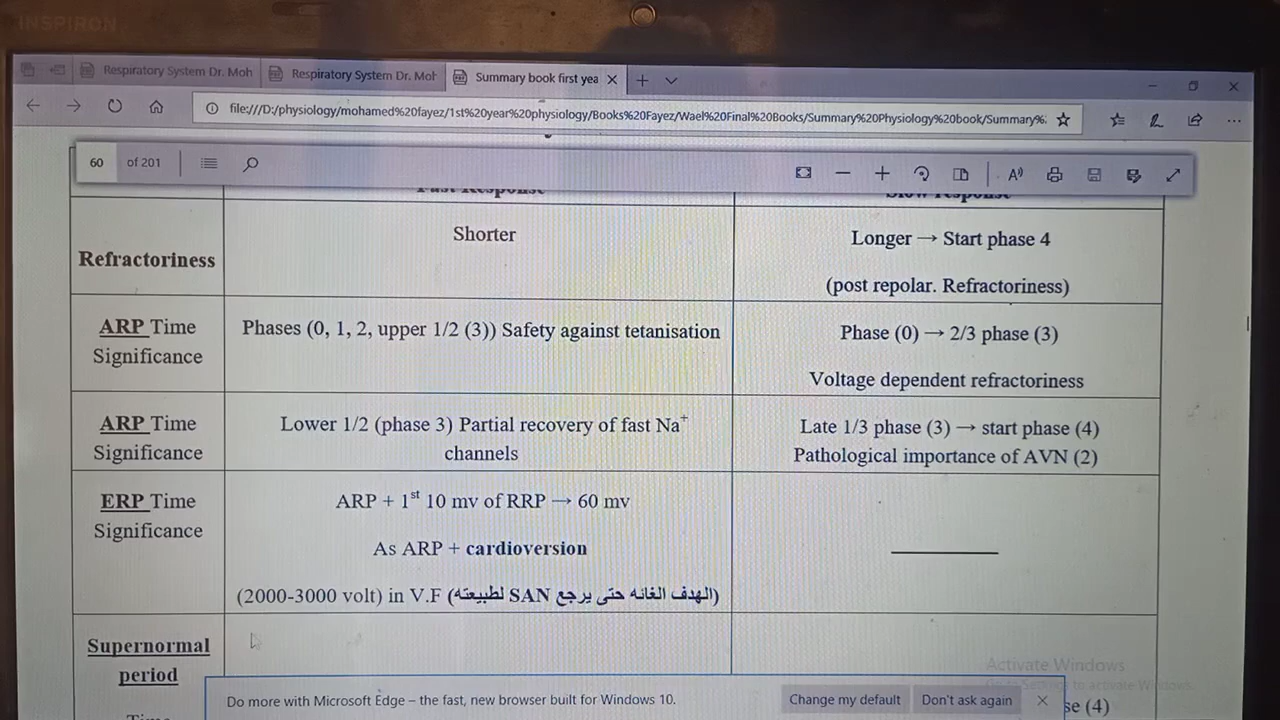 INSPIRON
Respiratory System Dr. Moh
Respiratory System Dr. Moh
Summary book first yea
file:///D:/physiology/mohamed%20fayez/1st%20year%20physiology/Books%20Fayez/Wael%20Final%20Books/Summary%20Physiology%20book/Summary%
60 of 201
Fast Response
Slow response
Refractoriness
Shorter
Longer → Start phase 4
(post repolar. Refractoriness)
ARP Time
Significance
Phases (0, 1, 2, upper 1/2 (3)) Safety against tetanisation
Phase (0) → 2/3 phase (3)
Voltage dependent refractoriness
ARP Time
Significance
Lower 1/2 (phase 3) Partial recovery of fast Na⁺
channels
Late 1/3 phase (3) → start phase (4)
Pathological importance of AVN (2)
ERP Time
Significance
ARP + 1st 10 mv of RRP → 60 mv
As ARP + cardioversion
(2000-3000 volt) in V.F (الهدف الغائه حتى يرجع SAN لطبيعته)
Supernormal
period
Activate Windows
Do more with Microsoft Edge – the fast, new browser built for Windows 10.
Change my default
Don't ask again
se (4)